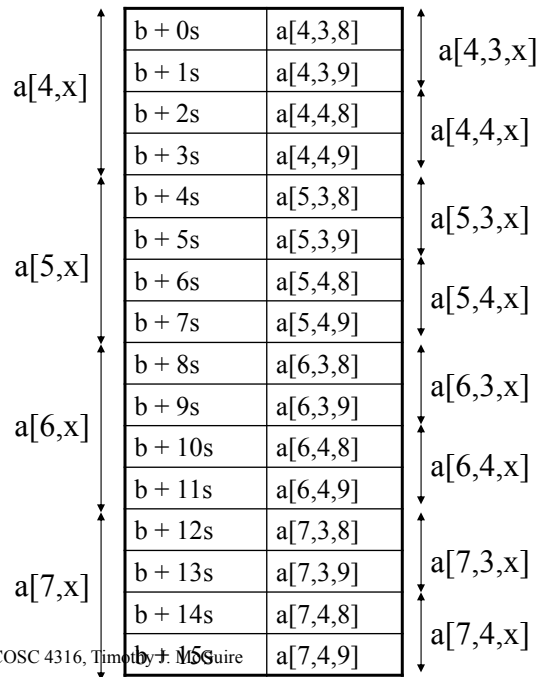 b + 0s a[4,3,8]
a[4,3,x]
b + 1s a[4,3,9]
a[4,x]
b + 2s a[4,4,8]
a[4,4,x]
b + 3s a[4,4,9]
b + 4s a[5,3,8]
a[5,3,x]
b + 5s a[5,3,9]
a[5,x]
b + 6s a[5,4,8]
a[5,4,x]
b + 7s a[5,4,9]
b + 8s a[6,3,8]
a[6,3,x]
b + 9s a[6,3,9]
a[6,x]
b + 10s a[6,4,8]
a[6,4,x]
b + 11s a[6,4,9]
b + 12s a[7,3,8]
a[7,3,x]
b + 13s a[7,3,9]
a[7,x]
b + 14s a[7,4,8]
a[7,4,x]
b + 15s a[7,4,9]
COSC 4316, Timothy J. McGuire